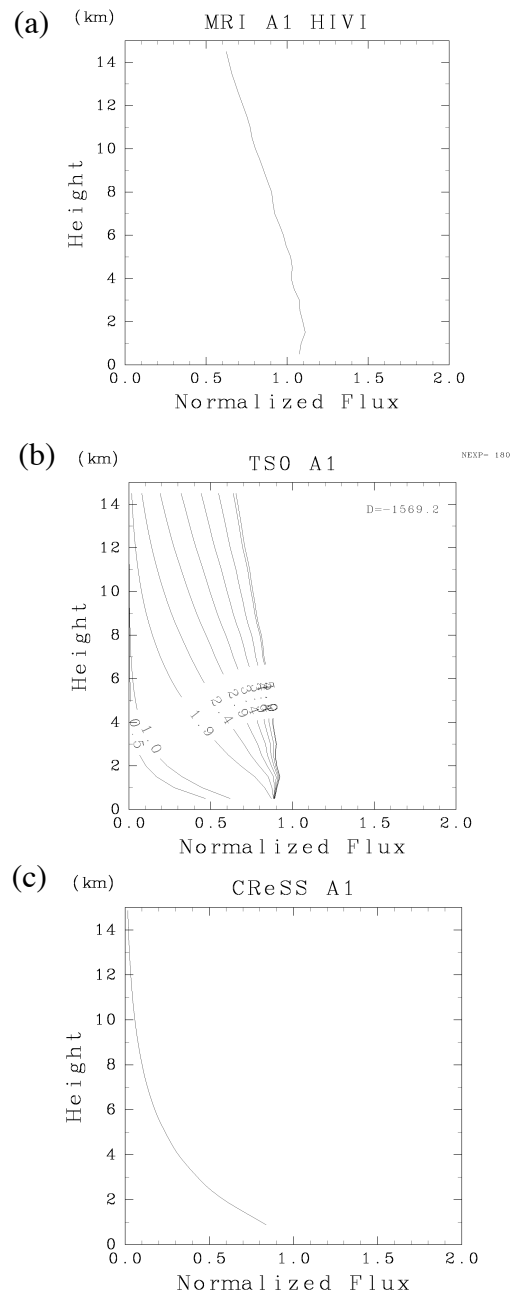 (a)
(km)
MRI A1 HIVI
14
12
10
8
6
4
2
0
Height
0.0 0.5 1.0 1.5 2.0
Normalized Flux
(b)
(km)
TSO A1
NEXP= 180
D=-1569.2
14
12
10
8
6
4
2
0
Height
0.5
1.0
1.9
2.4
0.0 0.5 1.0 1.5 2.0
Normalized Flux
(c)
(km)
CReSS A1
14
12
10
8
6
4
2
0
Height
0.0 0.5 1.0 1.5 2.0
Normalized Flux